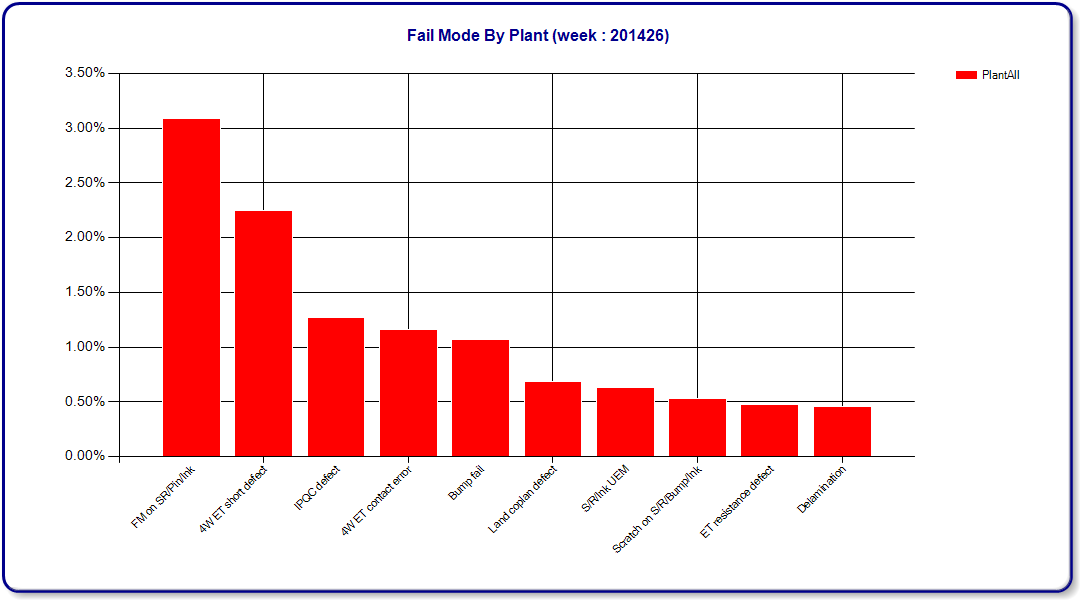 Fail Mode By Plant (week : 201426)
PlantAll
3.50%
3.00%
2.50%
2.00%
1.50%
1.00%
0.50%
0.00%
FM on SR/Pin/Ink
4W ET short defect
IPQC defect
4W ET contact error
Bump fail
Land coplan defect
S/R/Ink UEM
Scratch on S/R/Bump/Ink
ET resistance defect
Delamination